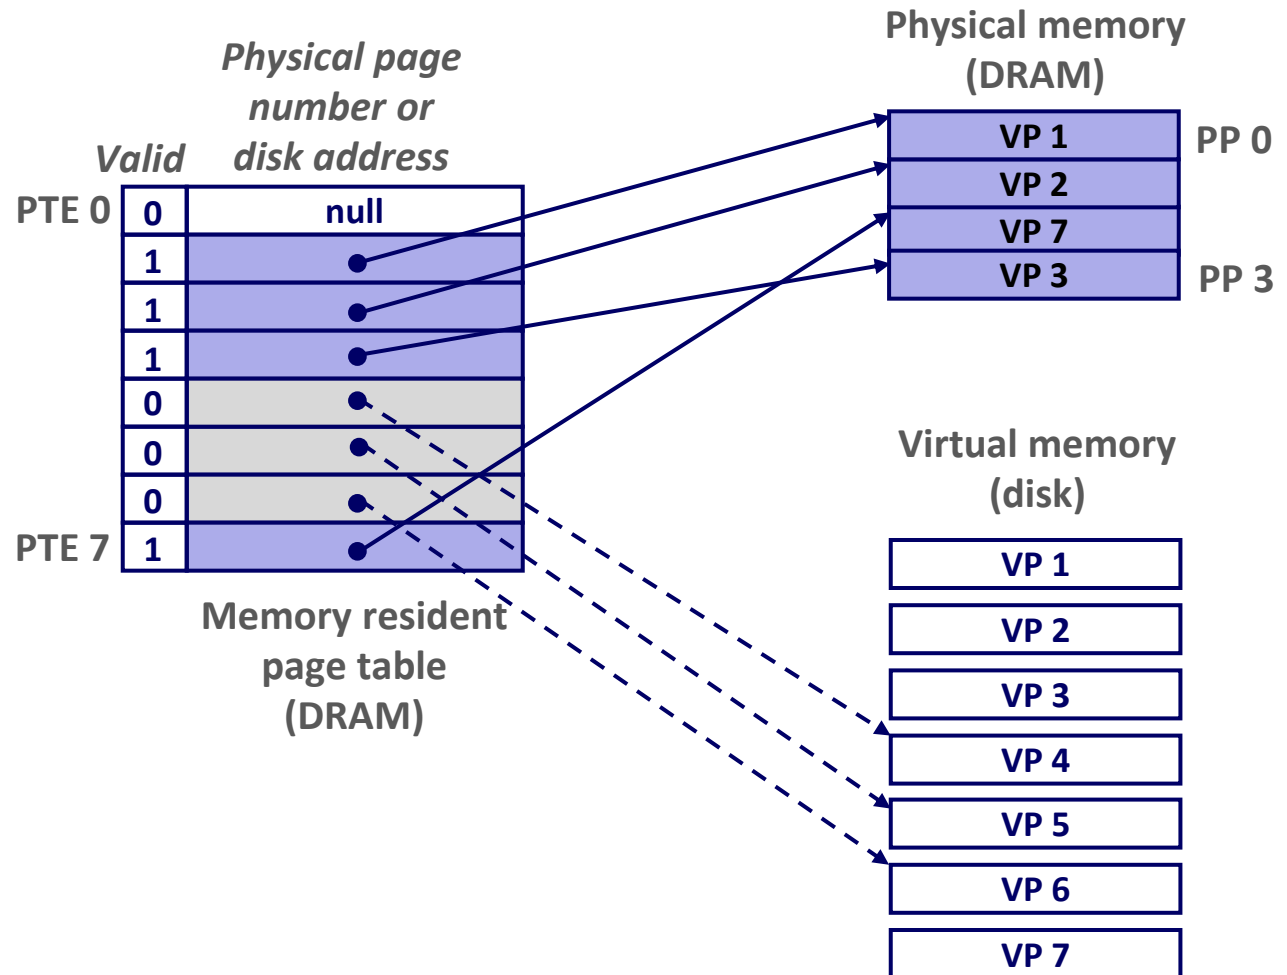 Physical page
number or
disk address
Valid
PTE 0
0
null
1
1
1
0
0
0
PTE 7
1
Memory resident
page table
(DRAM)
Physical memory
(DRAM)
VP 1
PP 0
VP 2
VP 7
VP 3
PP 3
Virtual memory
(disk)
VP 1
VP 2
VP 3
VP 4
VP 5
VP 6
VP 7